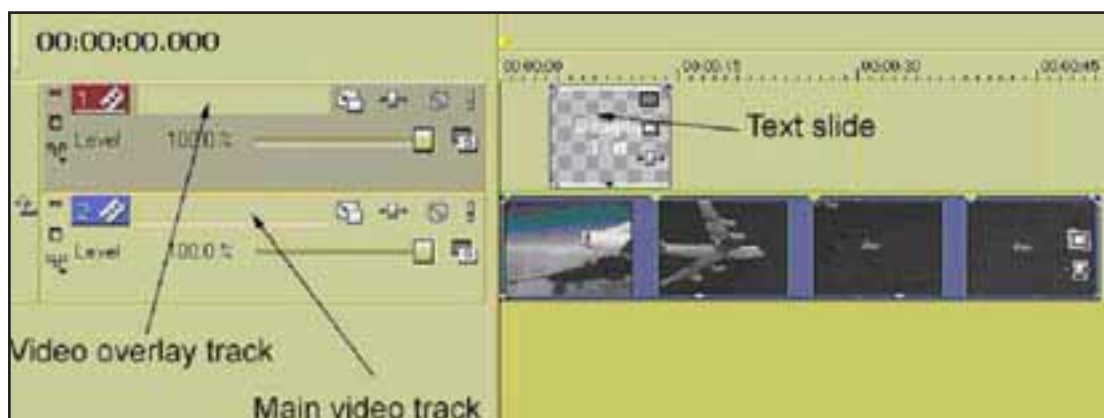 00:00:00.000
00:00:00 00:00:15 00:00:30 00:00:45
1
Level 100.0 %
Text slide
2
Level 100.0 %
Video overlay track
Main video track